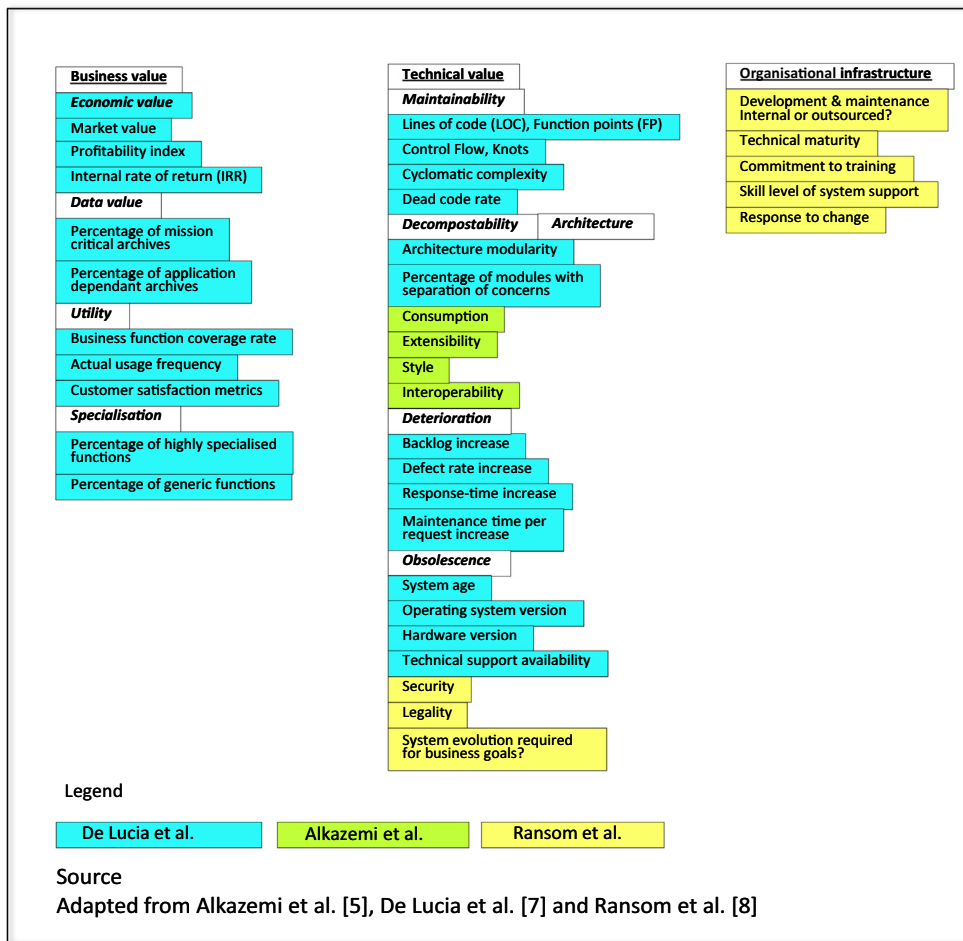 Business value
Economic value
Market value
Profitability index
Internal rate of return (IRR)
Data value
Percentage of mission
critical archives
Percentage of application
dependant archives
Utility
Business function coverage rate
Actual usage frequency
Customer satisfaction metrics
Specialisation
Percentage of highly specialised
functions
Percentage of generic functions
Technical value
Maintainability
Lines of code (LOC), Function points (FP)
Control Flow, Knots
Cyclomatic complexity
Dead code rate
Decompostability Architecture
Architecture modularity
Percentage of modules with
separation of concerns
Consumption
Extensibility
Style
Interoperability
Deterioration
Backlog increase
Defect rate increase
Response-time increase
Maintenance time per
request increase
Obsolescence
System age
Operating system version
Hardware version
Technical support availability
Security
Legality
System evolution required
for business goals?
Organisational infrastructure
Development & maintenance
Internal or outsourced?
Technical maturity
Commitment to training
Skill level of system support
Response to change
Legend
De Lucia et al.
Alkazemi et al.
Ransom et al.
Source
Adapted from Alkazemi et al. [5], De Lucia et al. [7] and Ransom et al. [8]